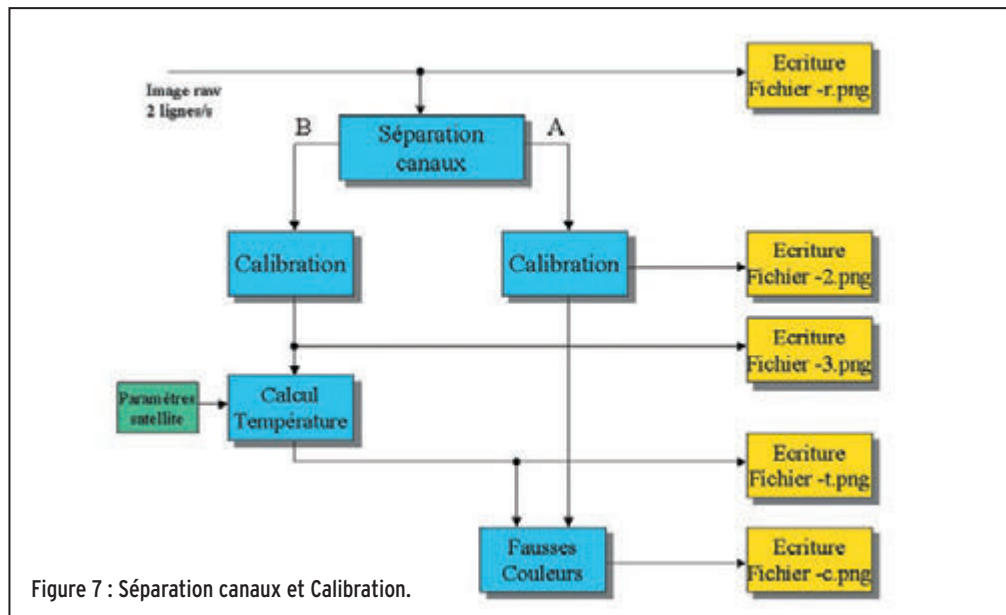 Image raw
2 lignes/s
Ecriture
Fichier -r.png
B
A
Séparation
canaux
Calibration
Calibration
Ecriture
Fichier -2.png
Ecriture
Fichier -3.png
Paramètres
satellite
Calcul
Température
Ecriture
Fichier -t.png
Fausses
Couleurs
Ecriture
Fichier -c.png
Figure 7 : Séparation canaux et Calibration.